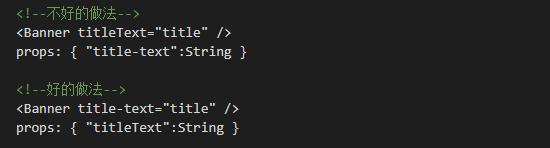 <!--不好的做法-->
<Banner titleText="title" />
props: { "title-text":String }
<!--好的做法-->
<Banner title-text="title" />
props: { "titleText":String }